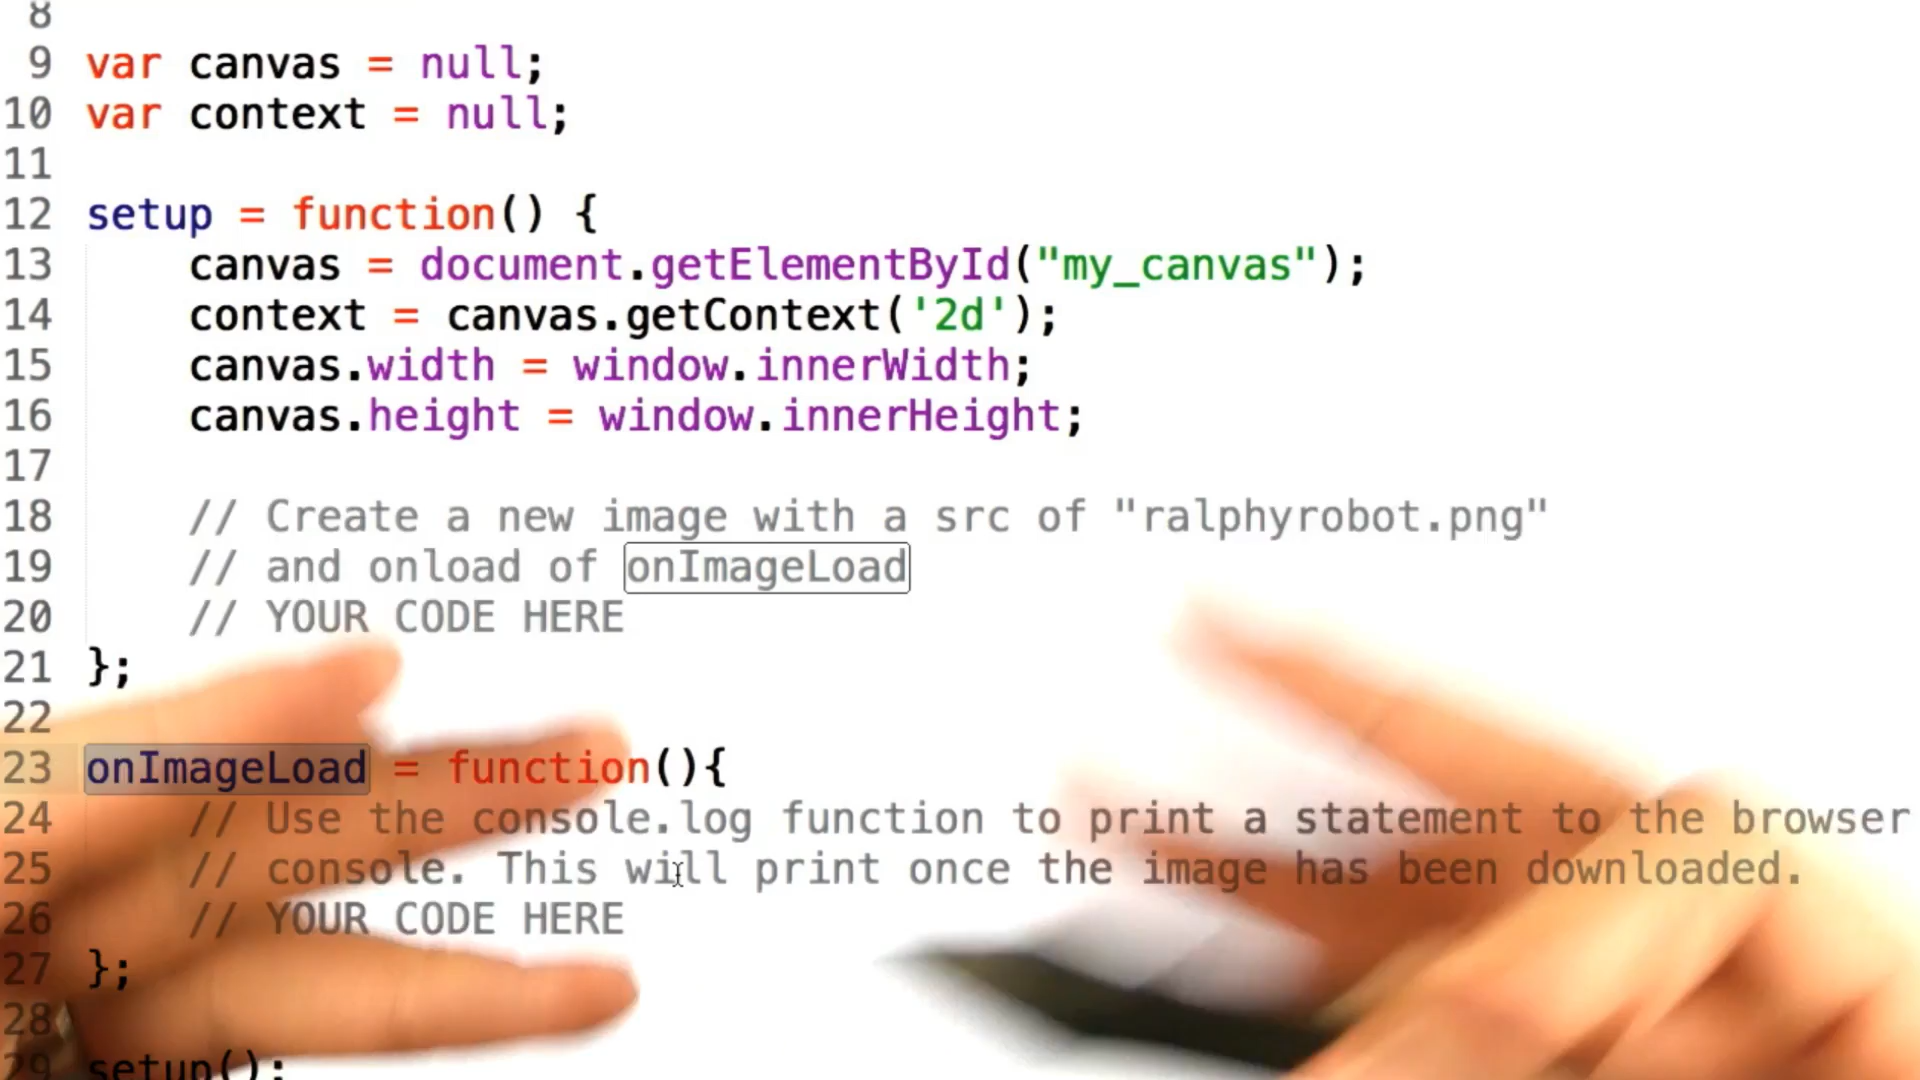 8
9 var canvas = null;
10 var context = null;
11
12 setup = function() {
13 canvas = document.getElementById("my_canvas");
14 context = canvas.getContext('2d');
15 canvas.width = window.innerWidth;
16 canvas.height = window.innerHeight;
17
18 // Create a new image with a src of "ralphyrobot.png"
19 // and onload of onImageLoad
20 // YOUR CODE HERE
21 };
22
23 onImageLoad = function(){
24 // Use the console.log function to print a statement to the browser
25 // console. This will print once the image has been downloaded.
26 // YOUR CODE HERE
27 };
28
29 setup();